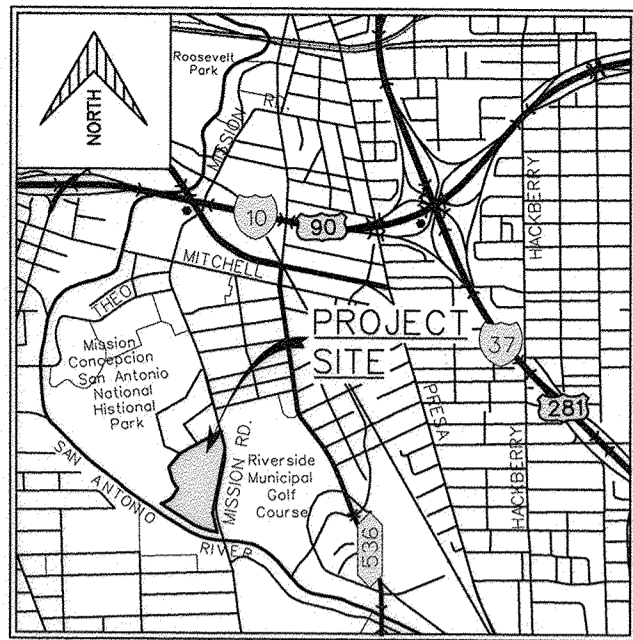 Roosevelt
Park
NORTH
MISSION RD.
HACKBERRY
10
90
MITCHELL
THEO
PROJECT
SITE
37
Mission
Concepcion
San Antonio
National
Histional
Park
281
PRESA
HACKBERRY
MISSION RD.
Riverside
Municipal
Golf
Course
SAN ANTONIO
RIVER
536